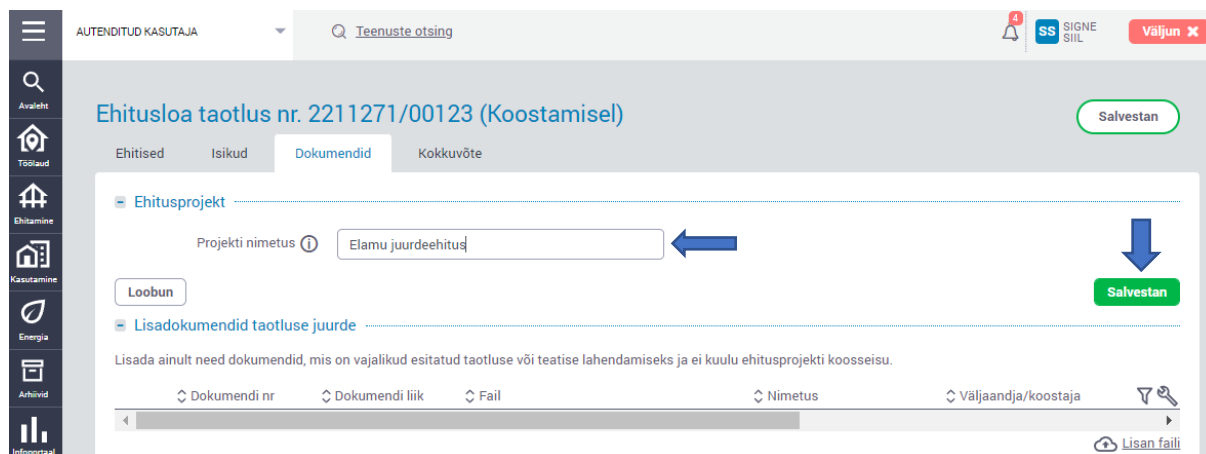 AUTENDITUD KASUTAJA
Teenuste otsing
4
SS
SIGNE
SIIL
Väljun
Avaleht
Töölaud
Ehitamine
Kasutamine
Energia
Arhiivid
Infoportaal
Ehitusloa taotlus nr. 2211271/00123 (Koostamisel)
Salvestan
Ehitised Isikud Dokumendid Kokkuvõte
Ehitusprojekt
Projekti nimetus Elamu juurdeehitus
Loobun
Salvestan
Lisadokumendid taotluse juurde
Lisada ainult need dokumendid, mis on vajalikud esitatud taotluse või teatise lahendamiseks ja ei kuulu ehitusprojekti koosseisu.
Dokumendi nr Dokumendi liik Fail Nimetus Väljaandja/koostaja
Lisan faili